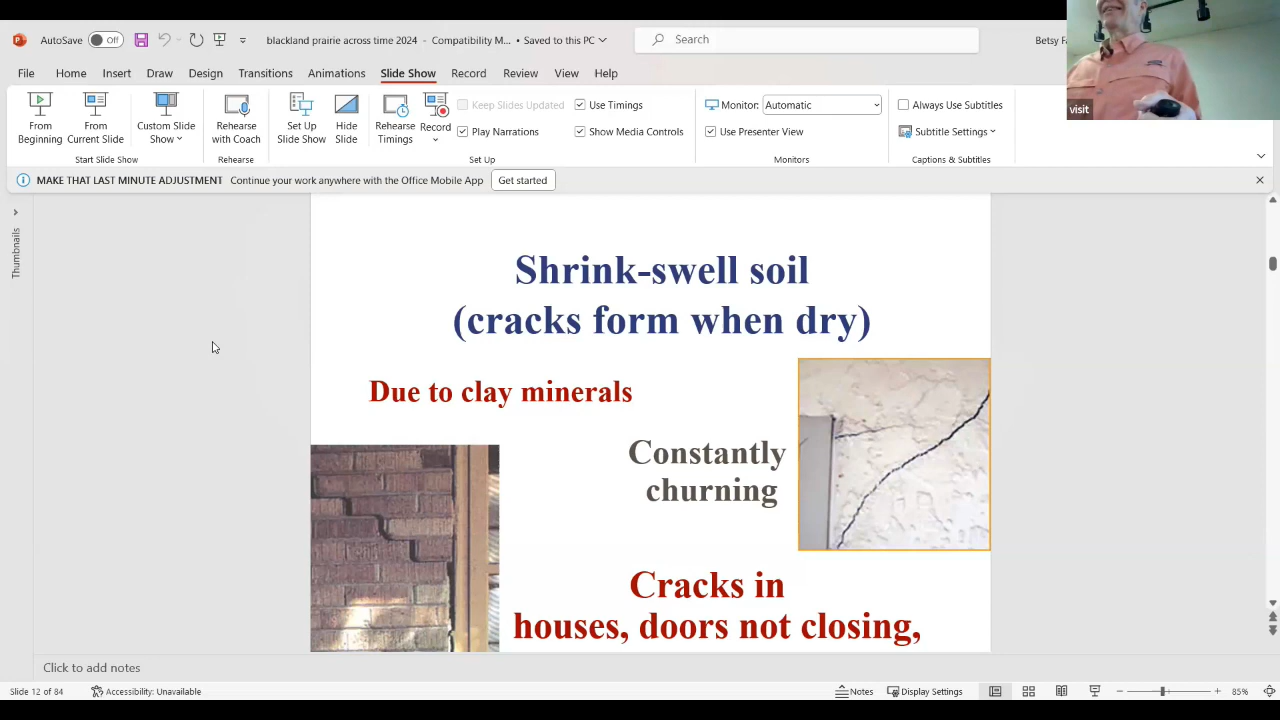 AutoSave Off blackland prairie across time 2024 - Compatibility M... • Saved to this PC Search Betsy Fa
visit
File Home Insert Draw Design Transitions Animations Slide Show Record Review View Help
From Beginning
From Current Slide
Custom Slide Show
Start Slide Show
Rehearse with Coach
Rehearse
Set Up Slide Show
Hide Slide
Rehearse Timings
Record
Keep Slides Updated
Play Narrations
Use Timings
Show Media Controls
Set Up
Monitor: Automatic
Use Presenter View
Monitors
Always Use Subtitles
Subtitle Settings
Captions & Subtitles
MAKE THAT LAST MINUTE ADJUSTMENT Continue your work anywhere with the Office Mobile App Get started
Thumbnails
Shrink-swell soil
(cracks form when dry)
Due to clay minerals
Constantly
churning
Cracks in
houses, doors not closing,
Click to add notes
Slide 12 of 84 Accessibility: Unavailable Notes Display Settings 85%